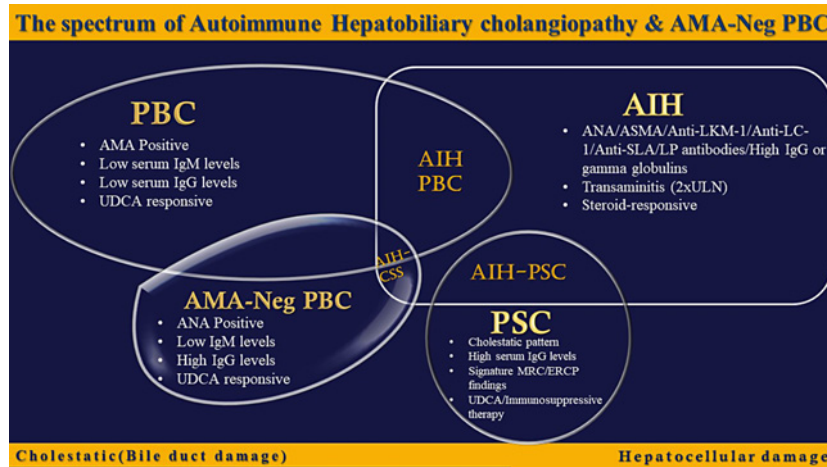 The spectrum of Autoimmune Hepatobiliary cholangiopathy & AMA-Neg PBC
PBC
• AMA Positive
• Low serum IgM levels
• Low serum IgG levels
• UDCA responsive
AIH
PBC
AIH
• ANA/ASMA/Anti-LKM-1/Anti-LC-
1/Anti-SLA/LP antibodies/High IgG or
gamma globulins
• Transaminitis (2xULN)
• Steroid-responsive
AIH-
CSS
AIH-PSC
AMA-Neg PBC
• ANA Positive
• Low IgM levels
• High IgG levels
• UDCA responsive
PSC
• Cholestatic pattern
• High serum IgG levels
• Signature MRC/ERCP
findings
• UDCA/Immunosuppressive
therapy
Cholestatic(Bile duct damage)
Hepatocellular damage